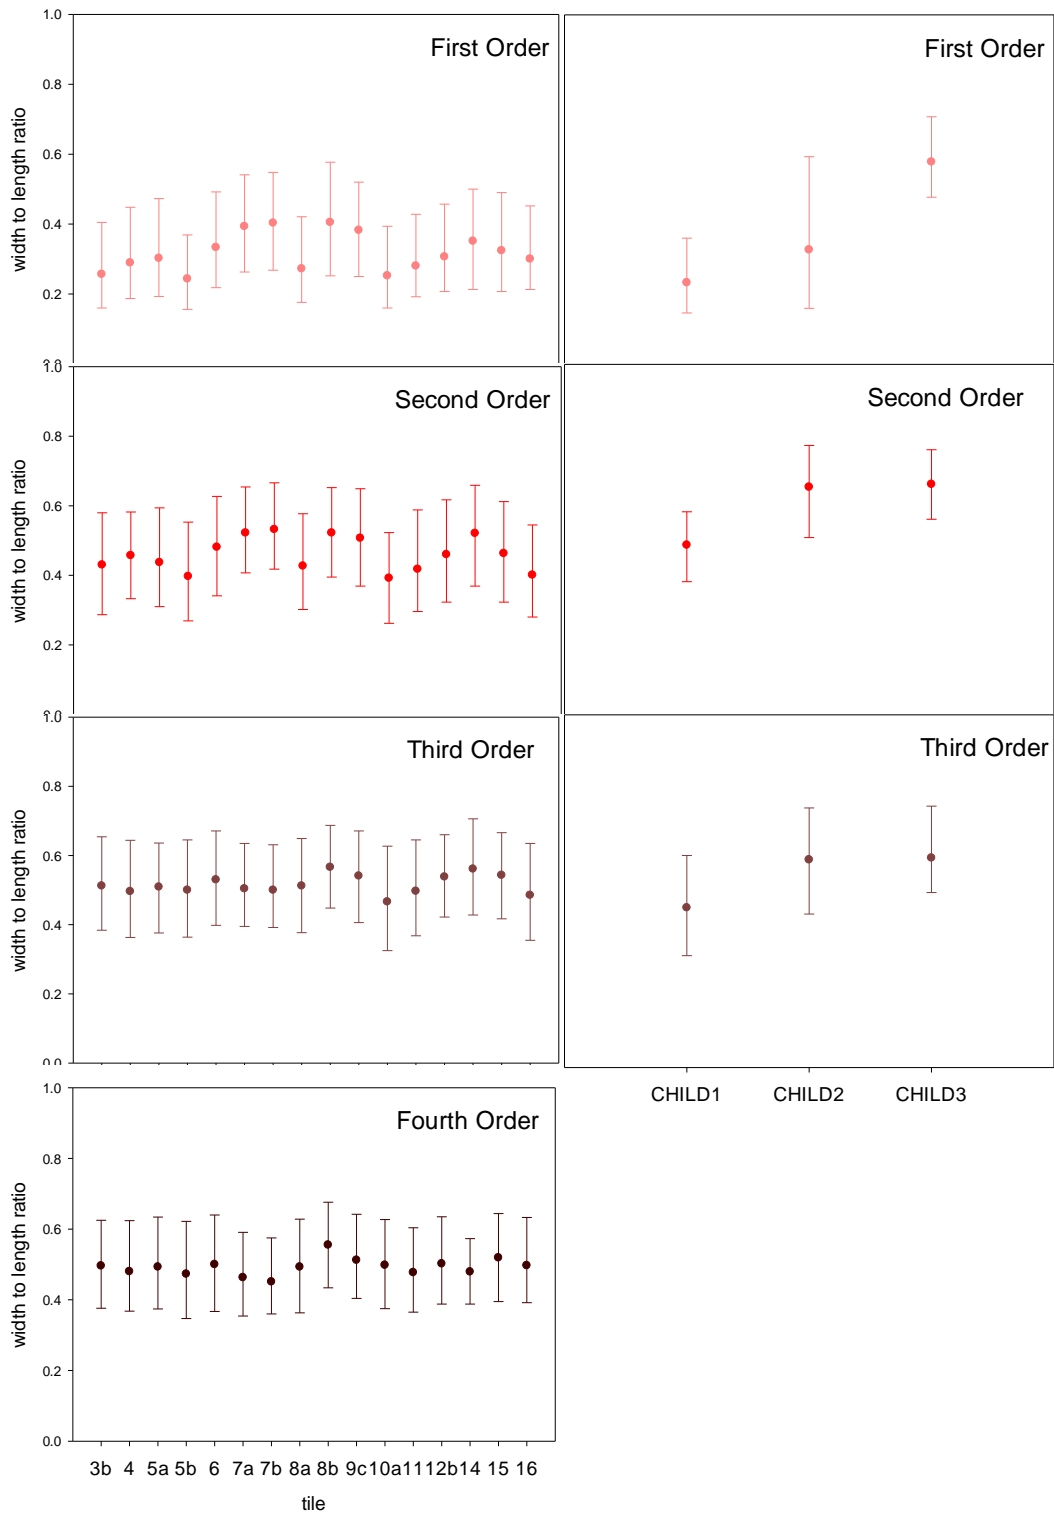 1.0
First Order
First Order
0.8
0.6
0.4
0.2
width to length ratio
1.0
Second Order
Second Order
0.8
0.6
0.4
0.2
width to length ratio
1.0
Third Order
Third Order
0.8
0.6
0.4
0.2
0.0
width to length ratio
CHILD1 CHILD2 CHILD3
1.0
Fourth Order
0.8
0.6
0.4
0.2
0.0
width to length ratio
3b 4 5a 5b 6 7a 7b 8a 8b 9c 10a 11 12b 14 15 16
tile